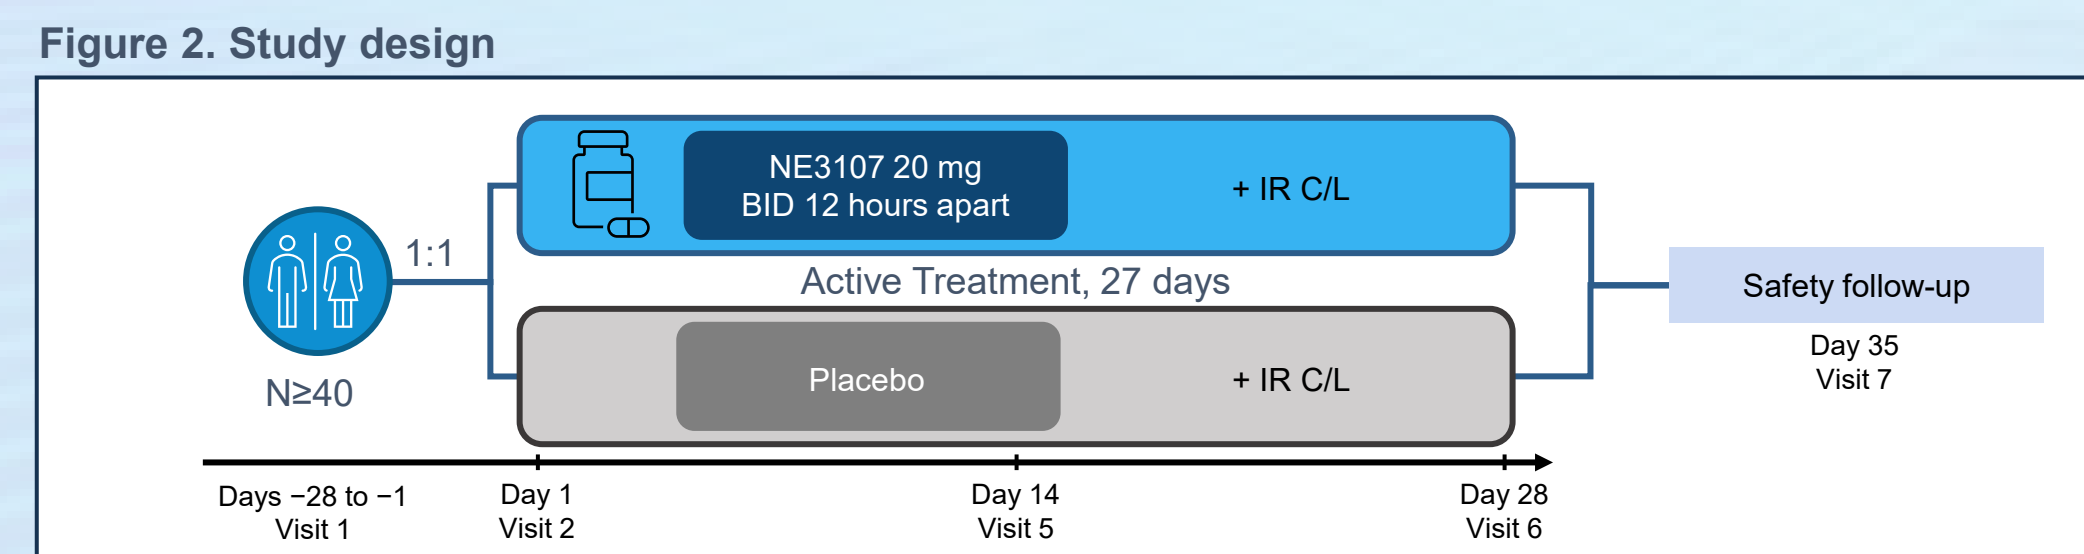 Figure 2. Study design
NE3107 20 mg
BID 12 hours apart
+ IR C/L
1:1
Active Treatment, 27 days
Safety follow-up
Day 35
Visit 7
N≥40
Placebo
+ IR C/L
Days −28 to −1
Visit 1
Day 1
Visit 2
Day 14
Visit 5
Day 28
Visit 6